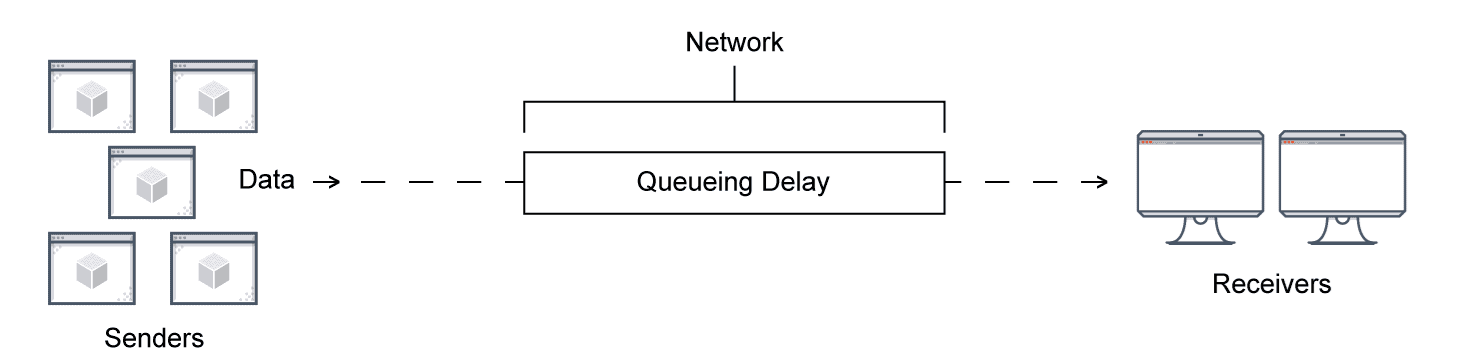 Network
Data
Queueing Delay
Receivers
Senders